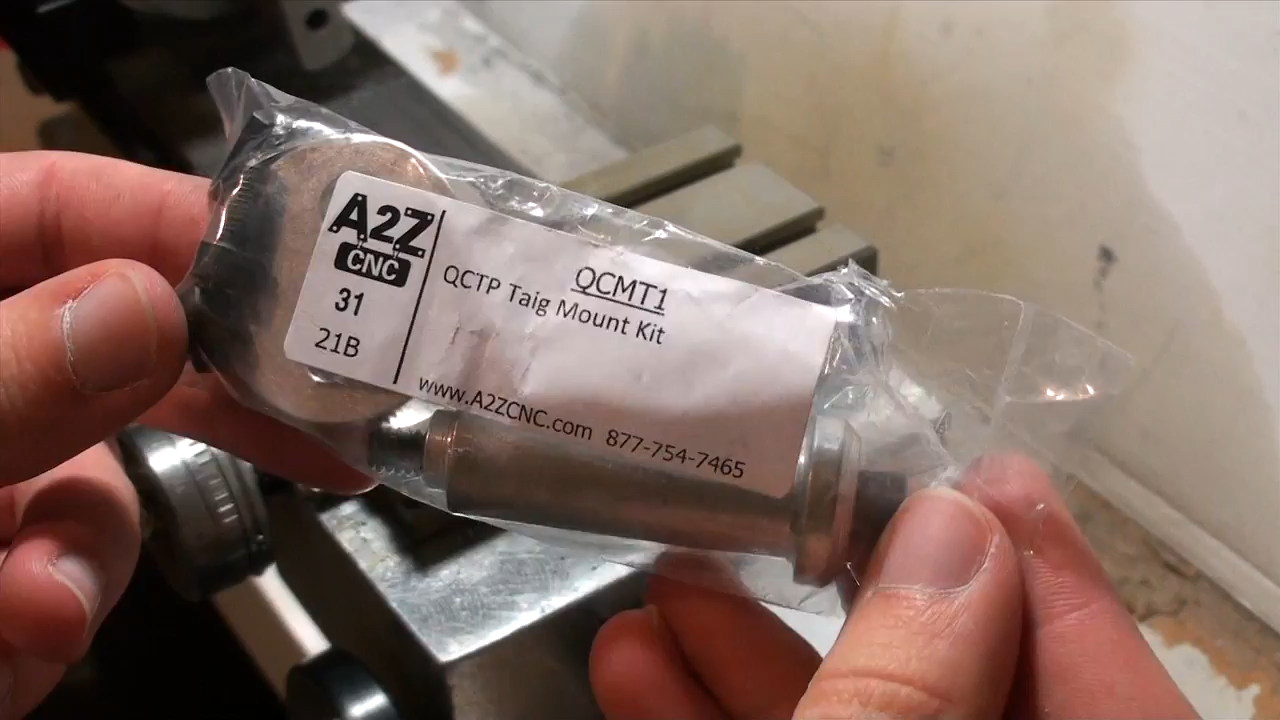 A2Z
CNC
31
21B
QCMT1
QCTP Taig Mount Kit
www.A2ZCNC.com 877-754-7465